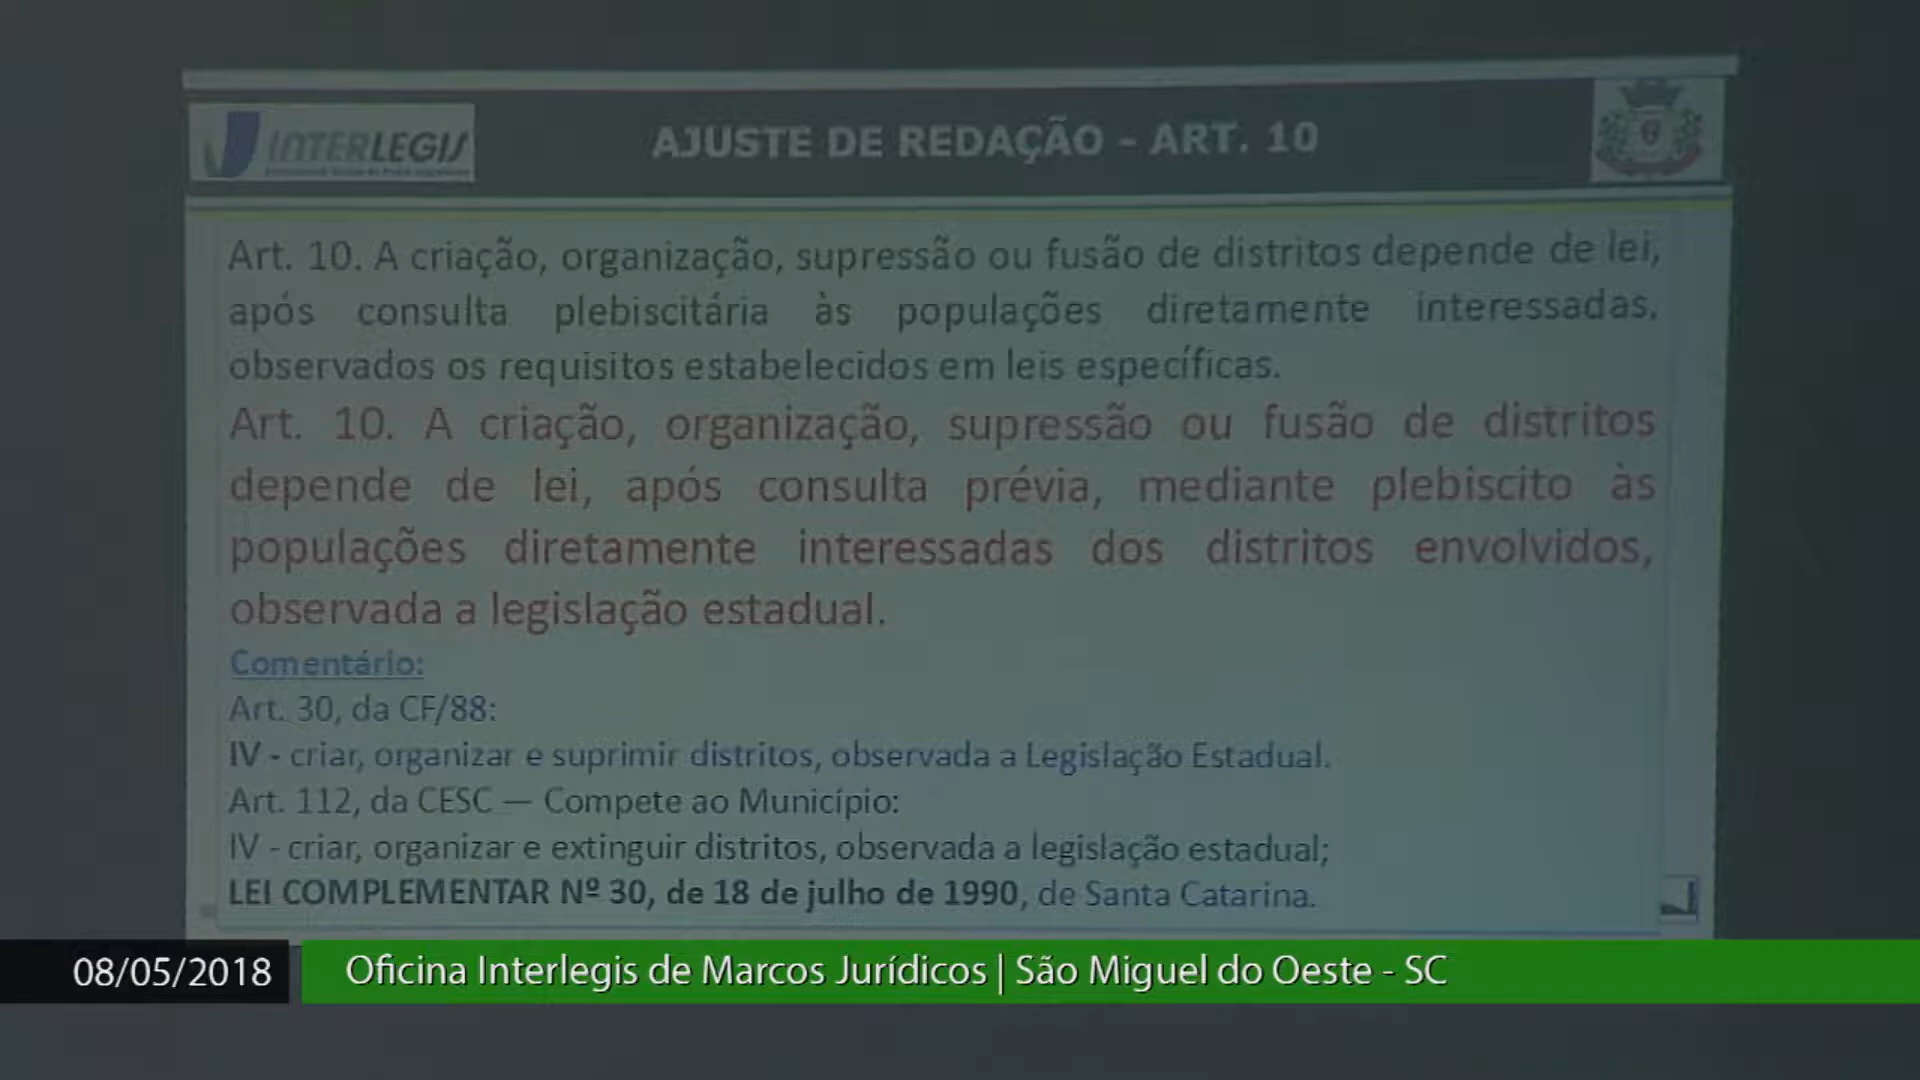 INTERLEGIS
AJUSTE DE REDAÇÃO - ART. 10
Art. 10. A criação, organização, supressão ou fusão de distritos depende de lei,
após consulta plebiscitária às populações diretamente interessadas,
observados os requisitos estabelecidos em leis específicas.
Art. 10. A criação, organização, supressão ou fusão de distritos
depende de lei, após consulta prévia, mediante plebiscito às
populações diretamente interessadas dos distritos envolvidos,
observada a legislação estadual.
Comentário:
Art. 30, da CF/88:
IV - criar, organizar e suprimir distritos, observada a Legislação Estadual.
Art. 112, da CESC — Compete ao Município:
IV - criar, organizar e extinguir distritos, observada a legislação estadual;
LEI COMPLEMENTAR Nº 30, de 18 de julho de 1990, de Santa Catarina.
08/05/2018
Oficina Interlegis de Marcos Jurídicos | São Miguel do Oeste - SC